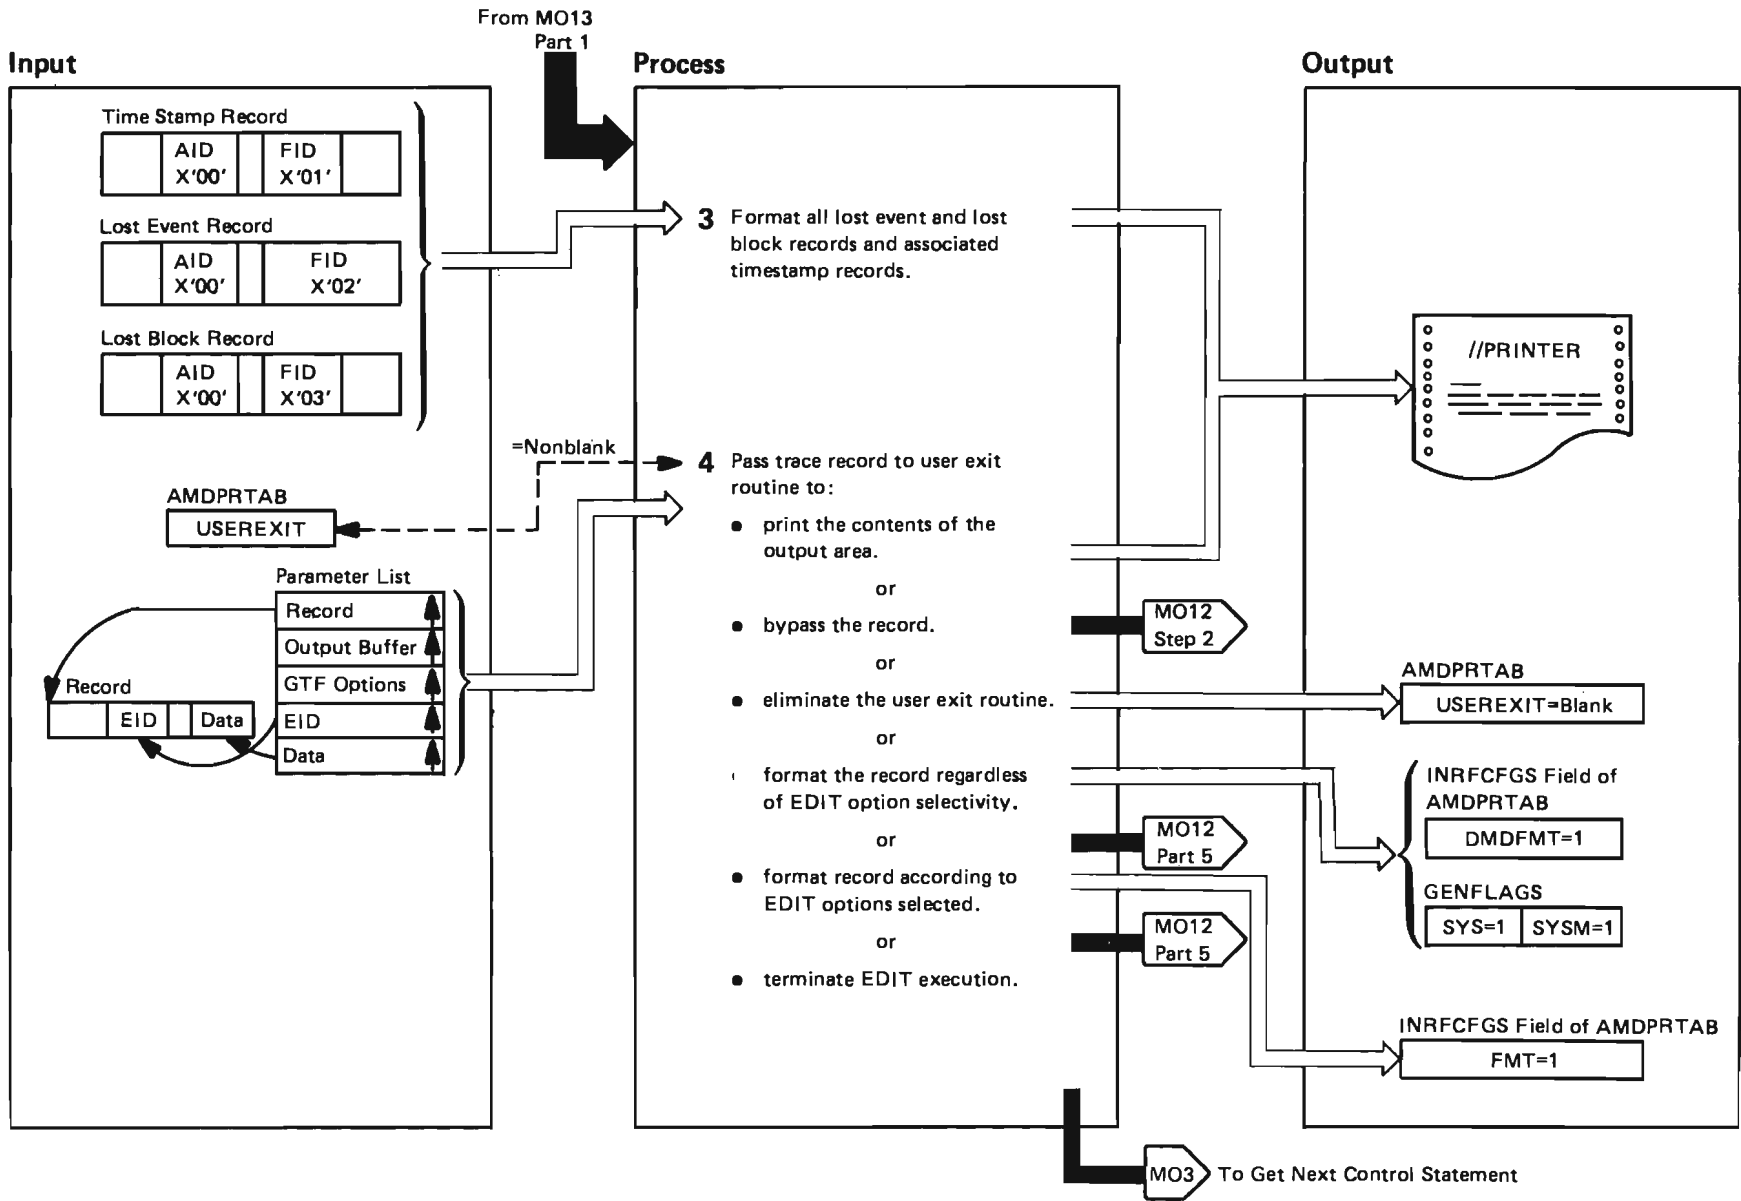 From MO13
Part 1
Input
Process
Output
Time Stamp Record
AID
X'00'
FID
X'01'
Lost Event Record
AID
X'00'
FID
X'02'
Lost Block Record
AID
X'00'
FID
X'03'
3 Format all lost event and lost
block records and associated
timestamp records.
//PRINTER
=Nonblank
4 Pass trace record to user exit
routine to:
• print the contents of the
output area.
or
• bypass the record.
or
• eliminate the user exit routine.
or
format the record regardless
of EDIT option selectivity.
or
• format record according to
EDIT options selected.
or
• terminate EDIT execution.
AMDPRTAB
USEREXIT
Parameter List
Record
Output Buffer
GTF Options
EID
Data
Record
EID
Data
MO12
Step 2
MO12
Part 5
MO12
Part 5
AMDPRTAB
USEREXIT=Blank
INRFCFGS Field of
AMDPRTAB
DMDFMT=1
GENFLAGS
SYS=1
SYSM=1
INRFCFGS Field of AMDPRTAB
FMT=1
MO3
To Get Next Control Statement